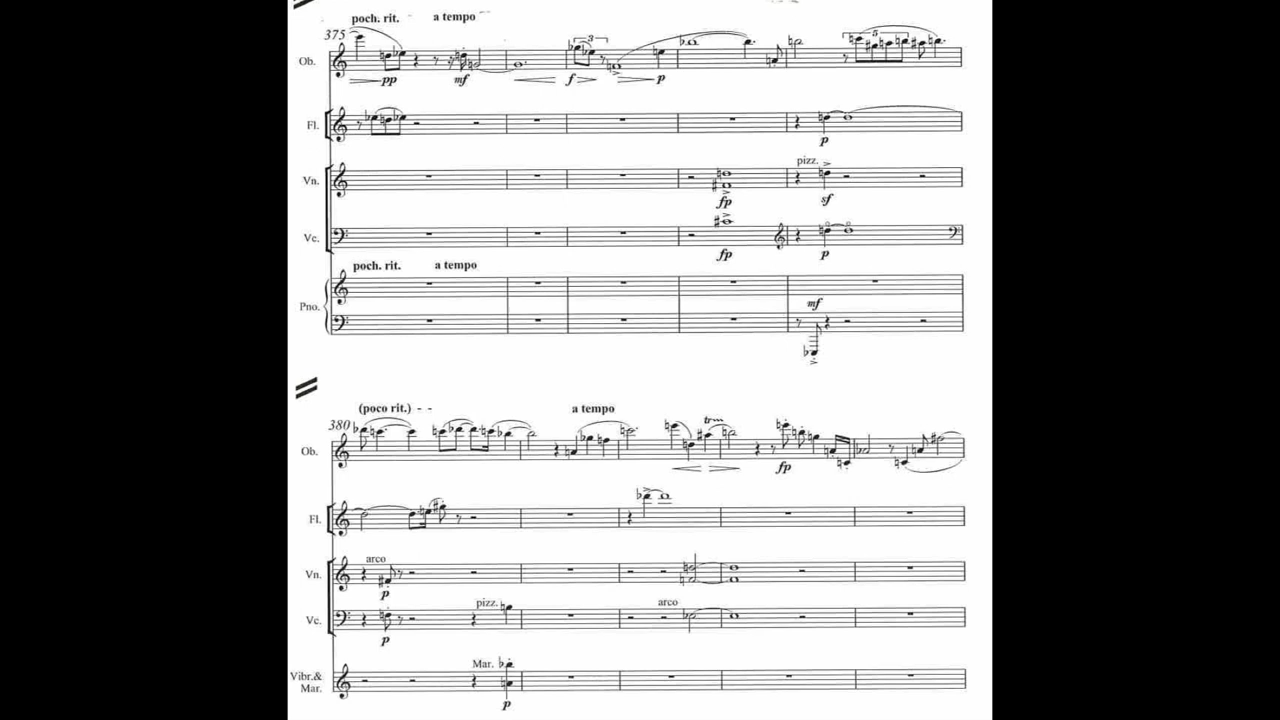 poch. rit. a tempo
375
Ob.
pp mf f p
3
5
Fl.
p
pizz.
Vn.
fp sf
Vc.
fp p
poch. rit. a tempo
Pno.
mf
(poco rit.) - - a tempo
380
tr
Ob.
fp
Fl.
arco
Vn.
p
pizz. arco
Vc.
p
Mar.
Vibr.&
Mar.
p